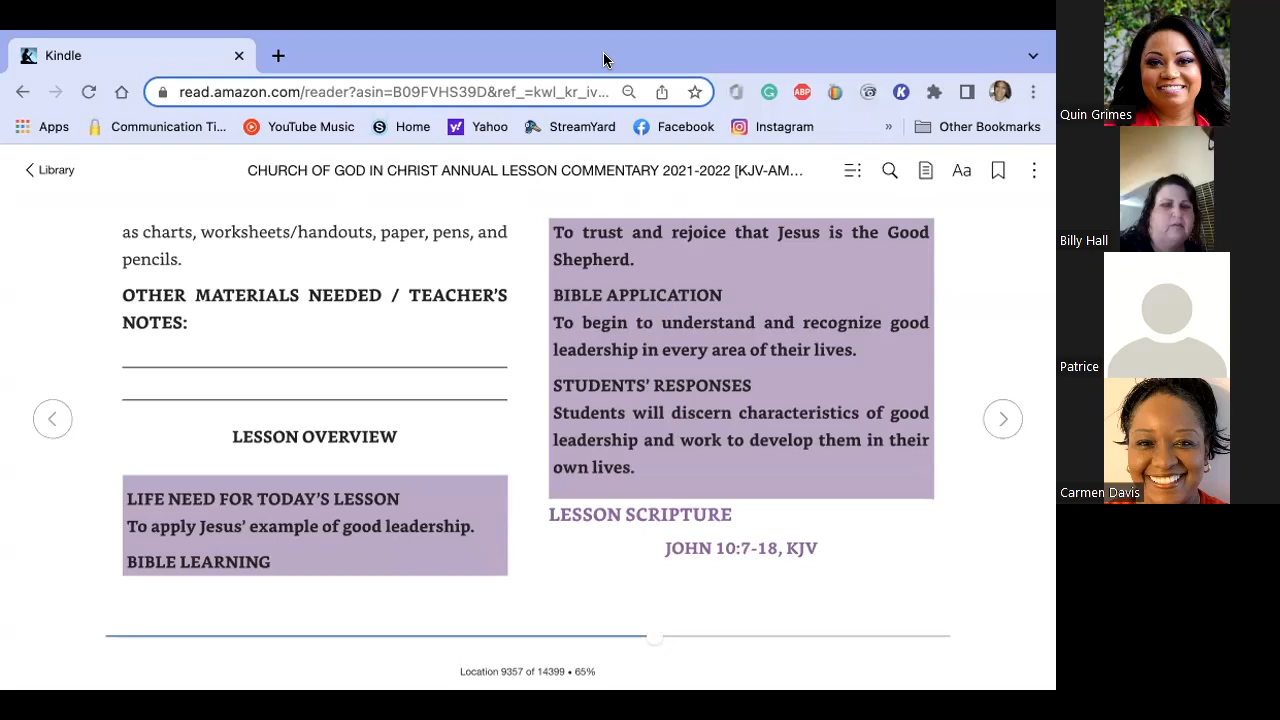 Kindle
read.amazon.com/reader?asin=B09FVHS39D&ref_=kwl_kr_iv...
Apps
Communication Ti...
YouTube Music
Home
Yahoo
StreamYard
Facebook
Instagram
»
Other Bookmarks
ABP
K
Library
CHURCH OF GOD IN CHRIST ANNUAL LESSON COMMENTARY 2021-2022 [KJV-AM...
Aa
as charts, worksheets/handouts, paper, pens, and
pencils.
OTHER MATERIALS NEEDED / TEACHER'S
NOTES:
LESSON OVERVIEW
LIFE NEED FOR TODAY'S LESSON
To apply Jesus' example of good leadership.
BIBLE LEARNING
To trust and rejoice that Jesus is the Good
Shepherd.
BIBLE APPLICATION
To begin to understand and recognize good
leadership in every area of their lives.
STUDENTS' RESPONSES
Students will discern characteristics of good
leadership and work to develop them in their
own lives.
LESSON SCRIPTURE
JOHN 10:7-18, KJV
Location 9357 of 14399 • 65%
Quin Grimes
Billy Hall
Patrice
Carmen Davis